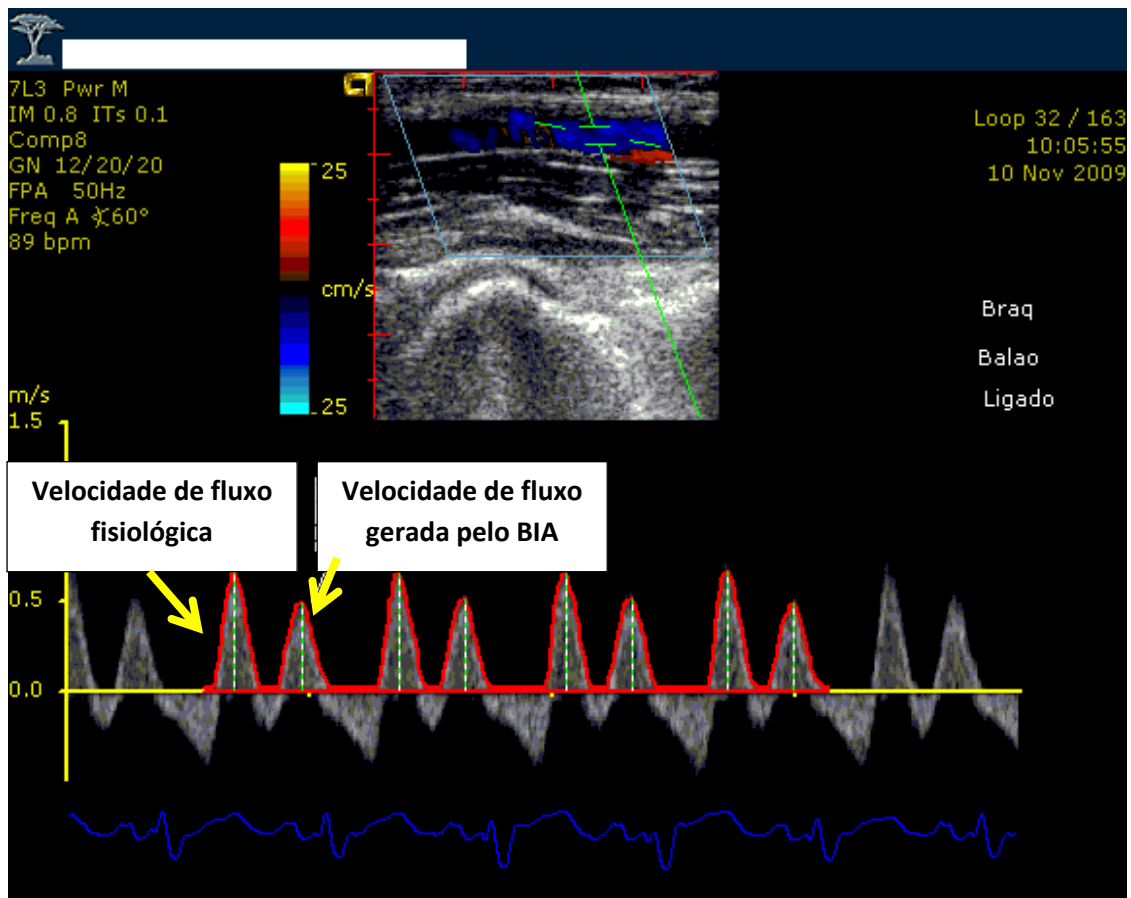 7L3 Pwr M
IM 0.8 ITs 0.1
Comp8
GN 12/20/20
FPA 50Hz
Freq A ∡60°
89 bpm
25
cm/s
25
Loop 32 / 163
10:05:55
10 Nov 2009
Braq
Balao
Ligado
m/s
1.5
Velocidade de fluxo
fisiológica
Velocidade de fluxo
gerada pelo BIA
0.5
0.0